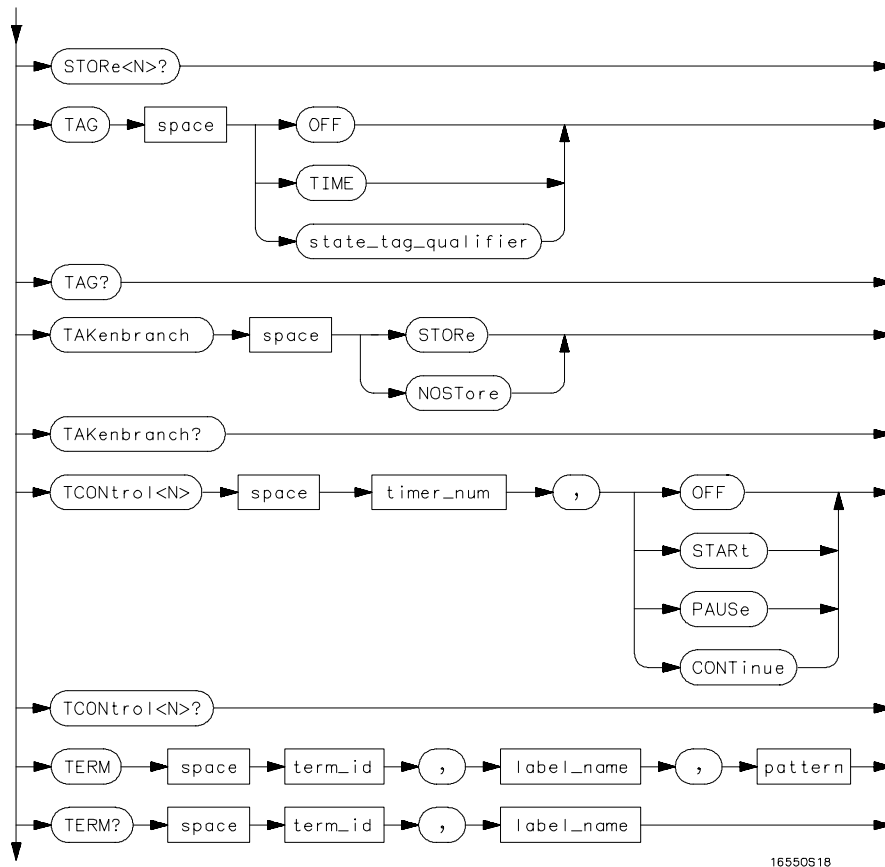 STORe<N>?
TAG space OFF
TIME
state_tag_qualifier
TAG?
TAKenbranch space STORe
NOSTore
TAKenbranch?
TCONtrol<N> space timer_num , OFF
STARt
PAUSe
CONTinue
TCONtrol<N>?
TERM space term_id , label_name , pattern
TERM? space term_id , label_name
16550S18